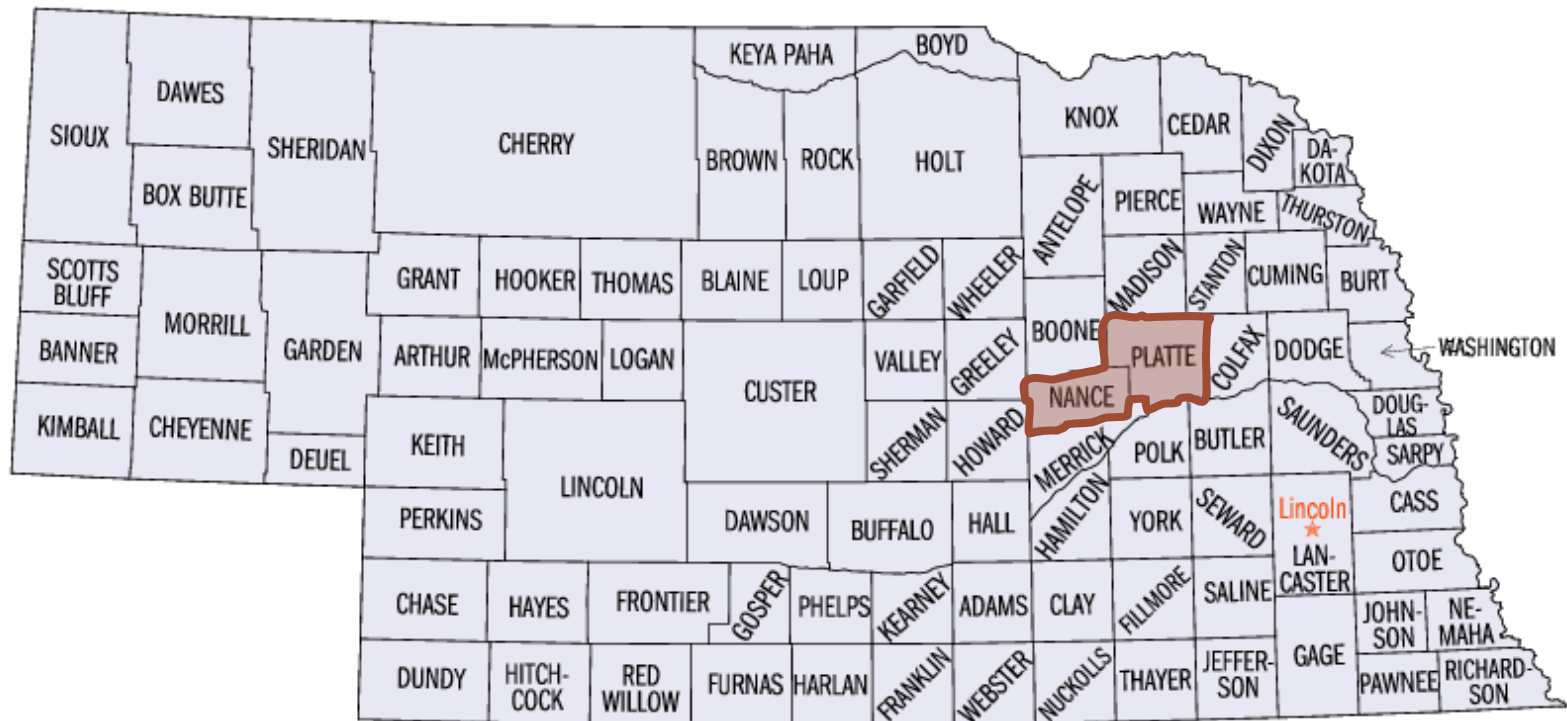 KEYA PAHA
BOYD
DAWES
SIOUX
SHERIDAN
CHERRY
BROWN
ROCK
HOLT
KNOX
CEDAR
DIXON
DA-
KOTA
BOX BUTTE
ANTELOPE
PIERCE
WAYNE
THURSTON
SCOTTS
BLUFF
MORRILL
GARDEN
GRANT
HOOKER
THOMAS
BLAINE
LOUP
GARFIELD
WHEELER
MADISON
STANTON
CUMING
BURT
BANNER
ARTHUR
McPHERSON
LOGAN
CUSTER
VALLEY
GREELEY
BOONE
PLATTE
COLFAX
DODGE
WASHINGTON
NANCE
KIMBALL
CHEYENNE
DEUEL
KEITH
LINCOLN
SHERMAN
HOWARD
MERRICK
POLK
BUTLER
SAUNDERS
DOUG-
LAS
SARPY
PERKINS
DAWSON
BUFFALO
HALL
HAMILTON
YORK
SEWARD
Lincoln
LAN-
CASTER
CASS
OTOE
CHASE
HAYES
FRONTIER
GOSPER
PHELPS
KEARNEY
ADAMS
CLAY
FILLMORE
SALINE
GAGE
JOHN-
SON
NE-
MAHA
DUNDY
HITCH-
COCK
RED
WILLOW
FURNAS
HARLAN
FRANKLIN
WEBSTER
NUCKOLLS
THAYER
JEFFER-
SON
PAWNEE
RICHARD-
SON